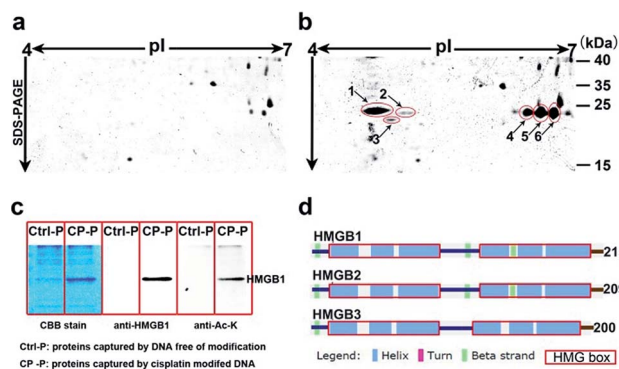 a
4 pI 7
SDS-PAGE
b
4 pI 7 (kDa)
40
35
25
15
1 2
3
4 5 6
c
Ctrl-P CP-P Ctrl-P CP-P Ctrl-P CP-P
HMGB1
CBB stain anti-HMGB1 anti-Ac-K
Ctrl-P: proteins captured by DNA free of modification
CP -P: proteins captured by cisplatin modifed DNA
d
HMGB1
HMGB2
HMGB3
200
Legend: Helix Turn Beta strand HMG box